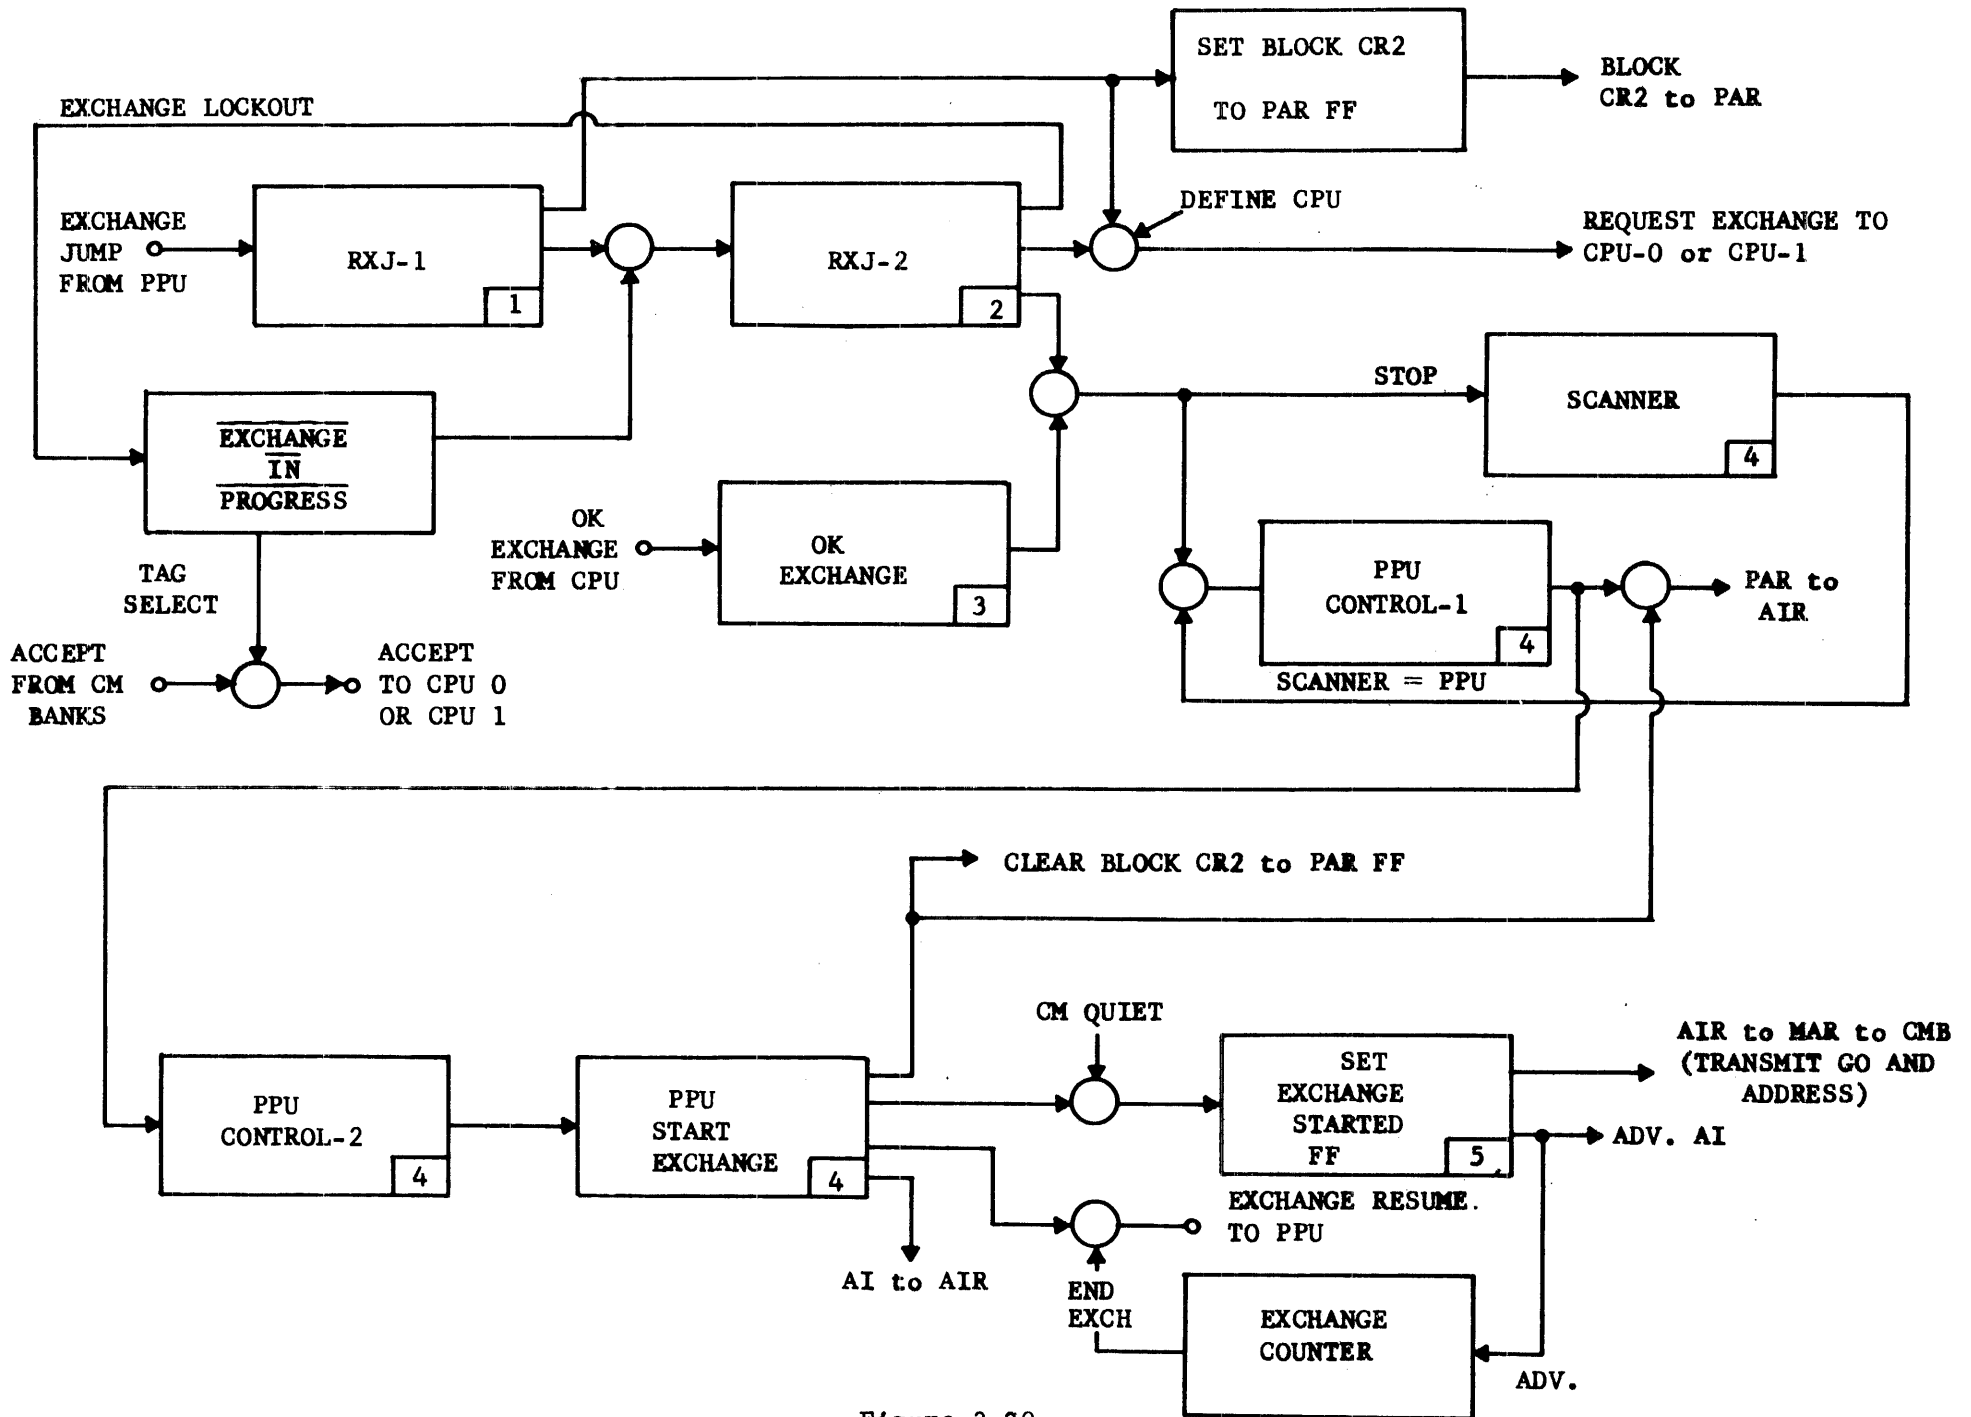 SET BLOCK CR2
TO PAR FF
BLOCK
CR2 to PAR
EXCHANGE LOCKOUT
EXCHANGE
JUMP
FROM PPU
RXJ-1
1
RXJ-2
2
DEFINE CPU
REQUEST EXCHANGE TO
CPU-0 or CPU-1
STOP
SCANNER
4
EXCHANGE
IN
PROGRESS
OK
EXCHANGE
FROM CPU
OK
EXCHANGE
3
PPU
CONTROL-1
4
PAR to
AIR
SCANNER = PPU
TAG
SELECT
ACCEPT
FROM CM
BANKS
ACCEPT
TO CPU 0
OR CPU 1
CLEAR BLOCK CR2 to PAR FF
PPU
CONTROL-2
4
PPU
START
EXCHANGE
4
CM QUIET
SET
EXCHANGE
STARTED
FF
5
AIR to MAR to CMB
(TRANSMIT GO AND
ADDRESS)
ADV. AI
EXCHANGE RESUME.
TO PPU
AI to AIR
END
EXCH
EXCHANGE
COUNTER
ADV.